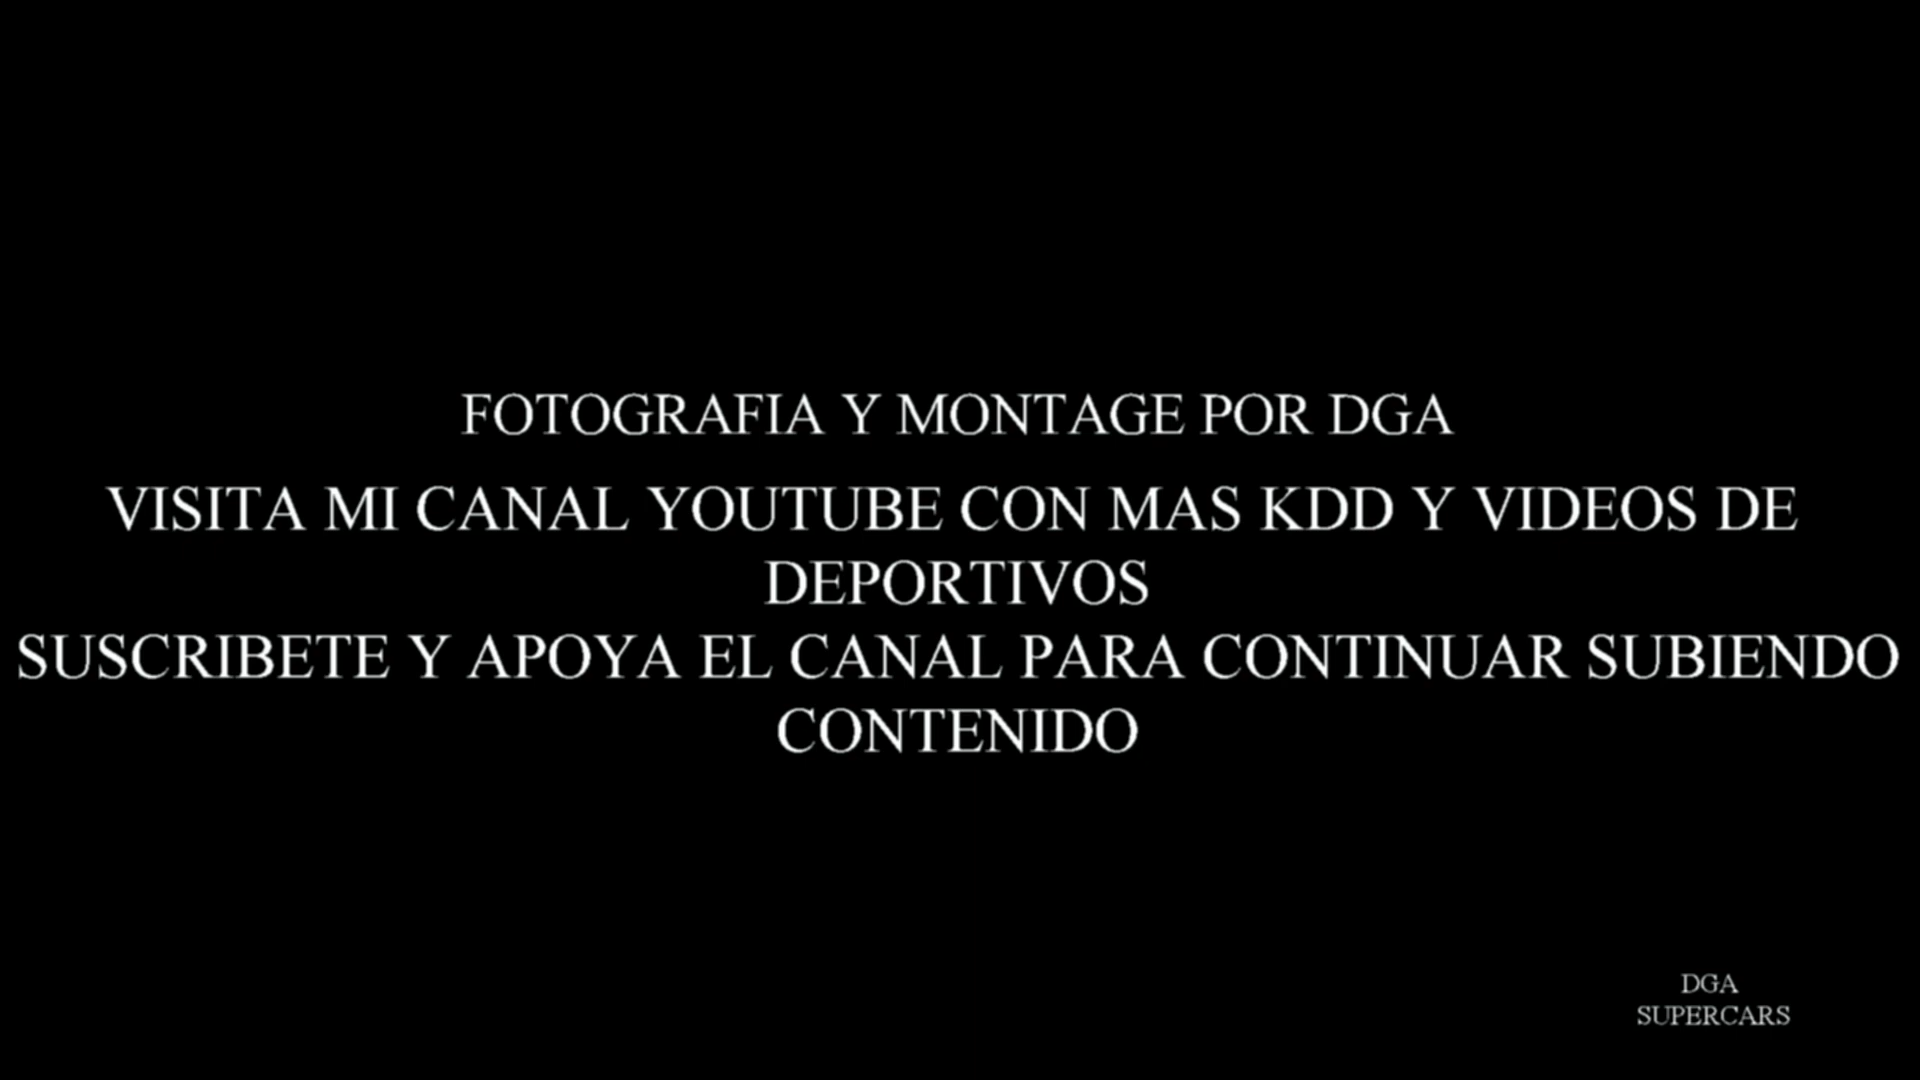 FOTOGRAFIA Y MONTAGE POR DGA
VISITA MI CANAL YOUTUBE CON MAS KDD Y VIDEOS DE
DEPORTIVOS
SUSCRIBETE Y APOYA EL CANAL PARA CONTINUAR SUBIENDO
CONTENIDO
DGA
SUPERCARS